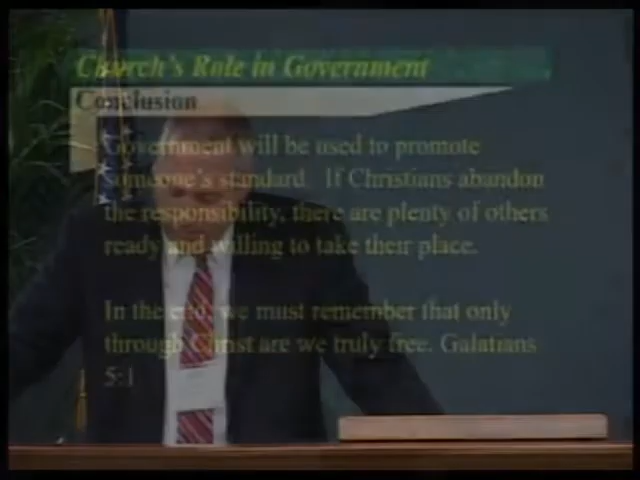 Church's Role in Government
Conclusion
Government will be used to promote
someone's standard. If Christians abandon
the responsibility, there are plenty of others
ready and willing to take their place.
In the end, we must remember that only
through Christ are we truly free. Galatians
5:1